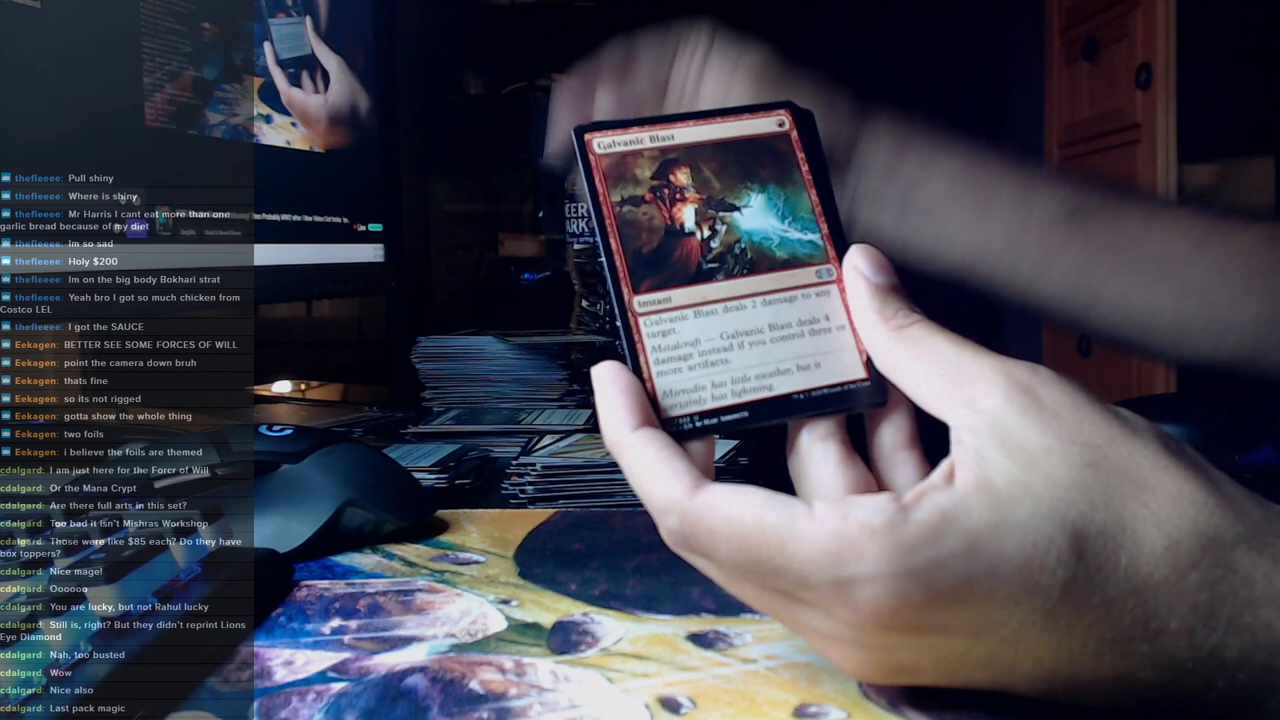 thefleeee: Pull shiny
thefleeee: Where is shiny
thefleeee: Mr Harris I cant eat more than one
garlic bread because of my diet
thefleeee: Im so sad
thefleeee: Holy $200
thefleeee: Im on the big body Bokhari strat
thefleeee: Yeah bro I got so much chicken from
Costco LEL
thefleeee: I got the SAUCE
Eekagen: BETTER SEE SOME FORCES OF WILL
Eekagen: point the camera down bruh
Eekagen: thats fine
Eekagen: so its not rigged
Eekagen: gotta show the whole thing
Eekagen: two foils
Eekagen: i believe the foils are themed
cdalgard: I am just here for the Forcr of Will
cdalgard: Or the Mana Crypt
cdalgard: Are there full arts in this set?
cdalgard: Too bad it isn't Mishras Workshop
cdalgard: Those were like $85 each? Do they have
box toppers?
cdalgard: Nice mage!
cdalgard: Oooooo
cdalgard: You are lucky, but not Rahul lucky
cdalgard: Still is, right? But they didn't reprint Lions
Eye Diamond
cdalgard: Nah, too busted
cdalgard: Wow
cdalgard: Nice also
cdalgard: Last pack magic
Galvanic Blast
Instant
Galvanic Blast deals 2 damage to any
target.
Metalcraft — Galvanic Blast deals 4
damage instead if you control three or
more artifacts.
Mirrodin has little weather, but it
certainly has lightning.